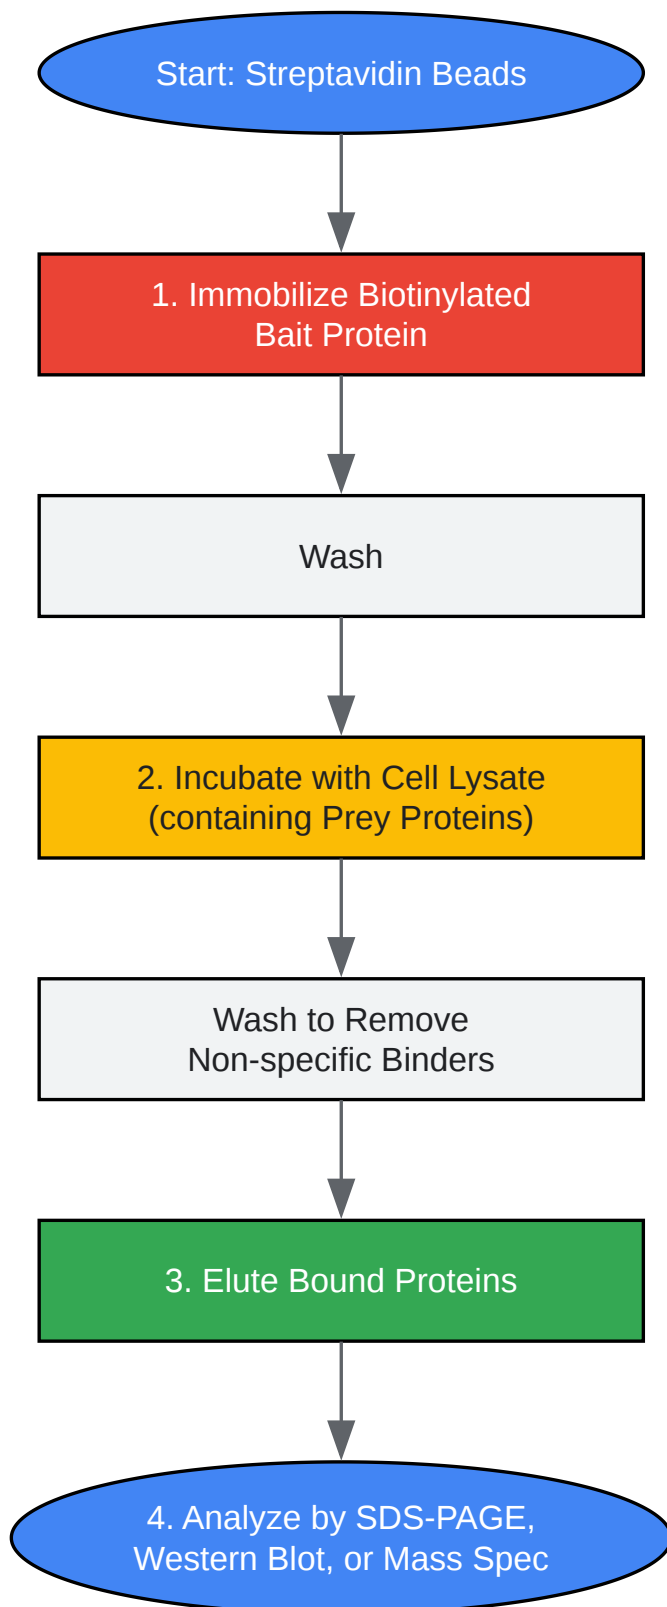 Start: Streptavidin Beads
1. Immobilize Biotinylated
Bait Protein
Wash
2. Incubate with Cell Lysate
(containing Prey Proteins)
Wash to Remove
Non-specific Binders
3. Elute Bound Proteins
4. Analyze by SDS-PAGE,
Western Blot, or Mass Spec